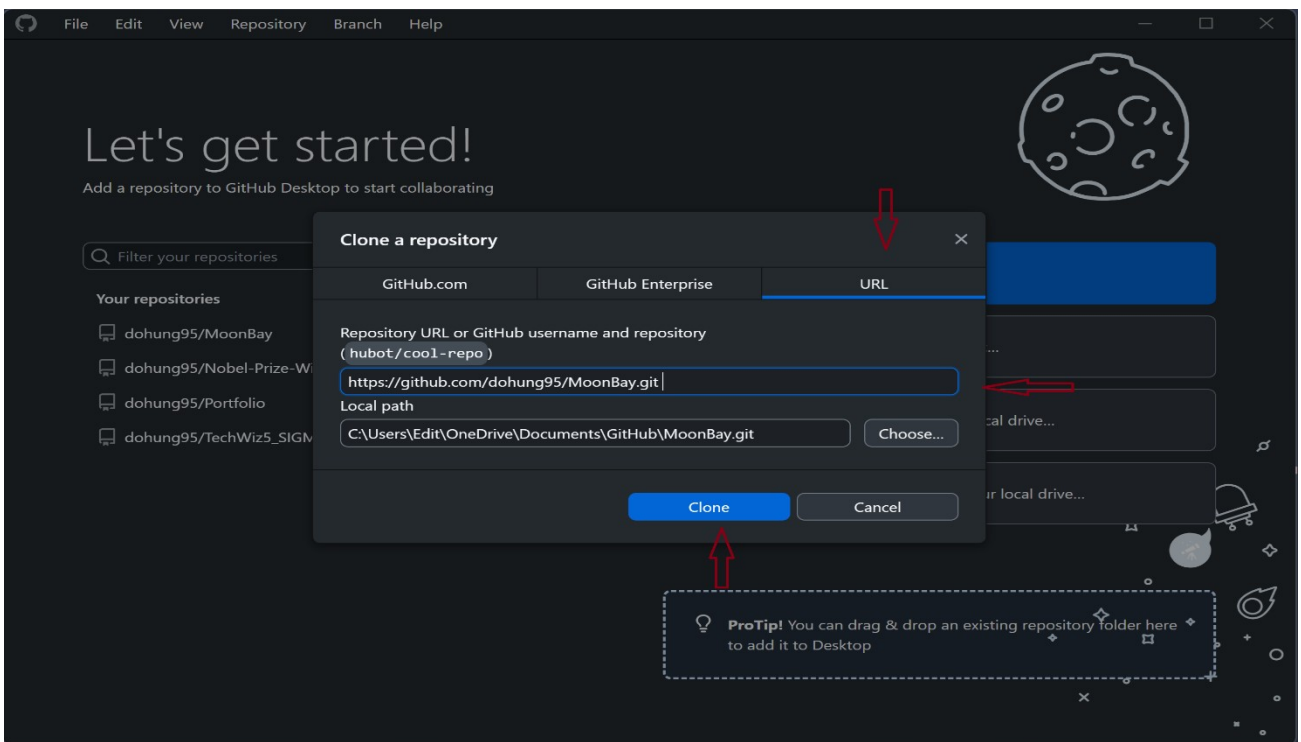 File Edit View Repository Branch Help
Let's get started!
Add a repository to GitHub Desktop to start collaborating
Filter your repositories
Your repositories
dohung95/MoonBay
dohung95/Nobel-Prize-Wi
dohung95/Portfolio
dohung95/TechWiz5_SIGM
Clone a repository
GitHub.com GitHub Enterprise URL
Repository URL or GitHub username and repository
(hubot/cool-repo)
https://github.com/dohung95/MoonBay.git
Local path
C:\Users\Edit\OneDrive\Documents\GitHub\MoonBay.git Choose...
Clone Cancel
...
cal drive...
ur local drive...
ProTip! You can drag & drop an existing repository folder here
to add it to Desktop